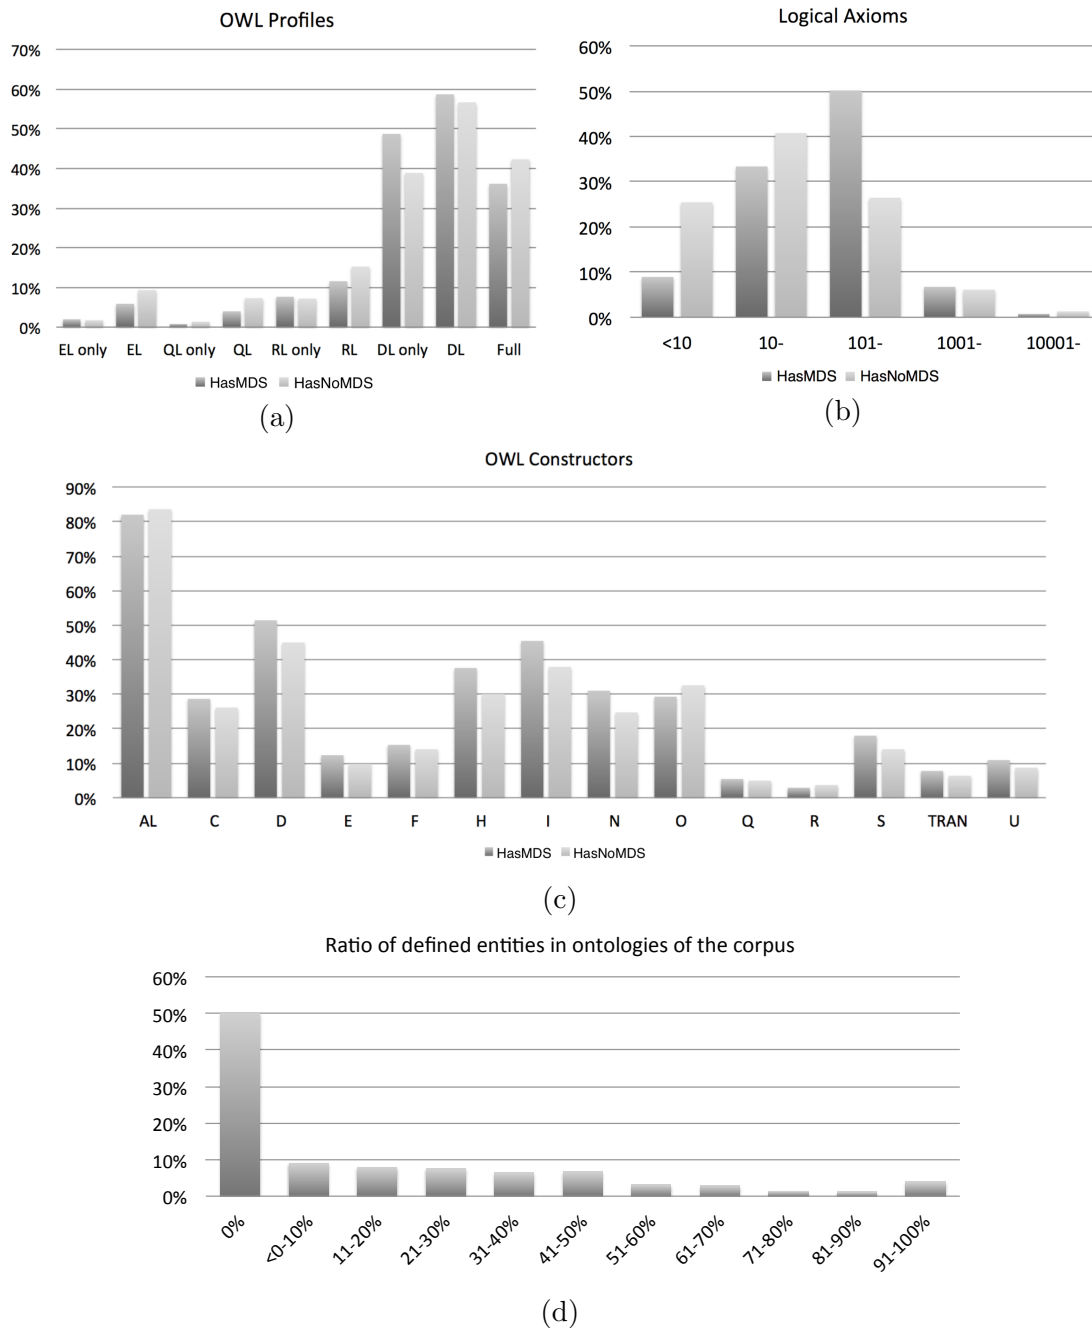 OWL Profiles
70%
60%
50%
40%
30%
20%
10%
0%
EL only EL QL only QL RL only RL DL only DL Full
HasMDS HasNoMDS
(a)
Logical Axioms
60%
50%
40%
30%
20%
10%
0%
<10 10- 101- 1001- 10001-
HasMDS HasNoMDS
(b)
OWL Constructors
90%
80%
70%
60%
50%
40%
30%
20%
10%
0%
AL C D E F H I N O Q R S TRAN U
HasMDS HasNoMDS
(c)
Ratio of defined entities in ontologies of the corpus
60%
50%
40%
30%
20%
10%
0%
0% <0-10% 11-20% 21-30% 31-40% 41-50% 51-60% 61-70% 71-80% 81-90% 91-100%
(d)